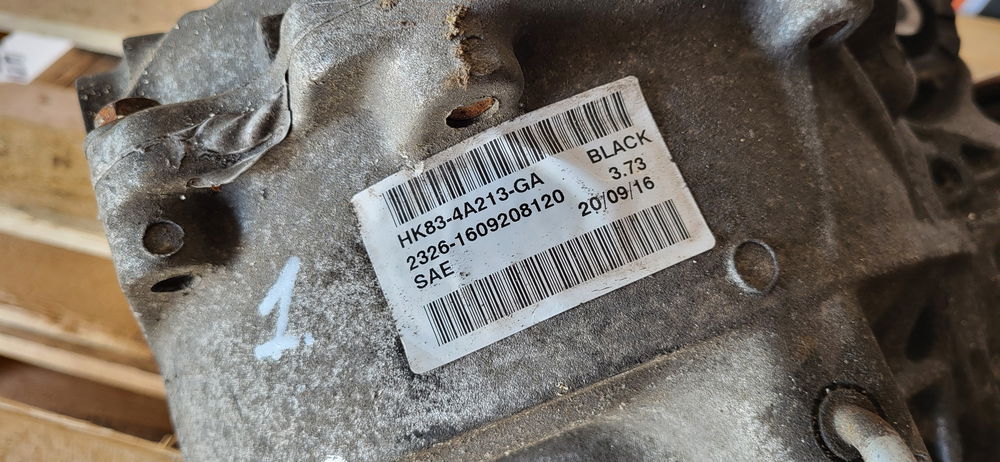 BLACK
HK83-4A213-GA 3.73
2326-1609208120 20/09/16
SAE
1.